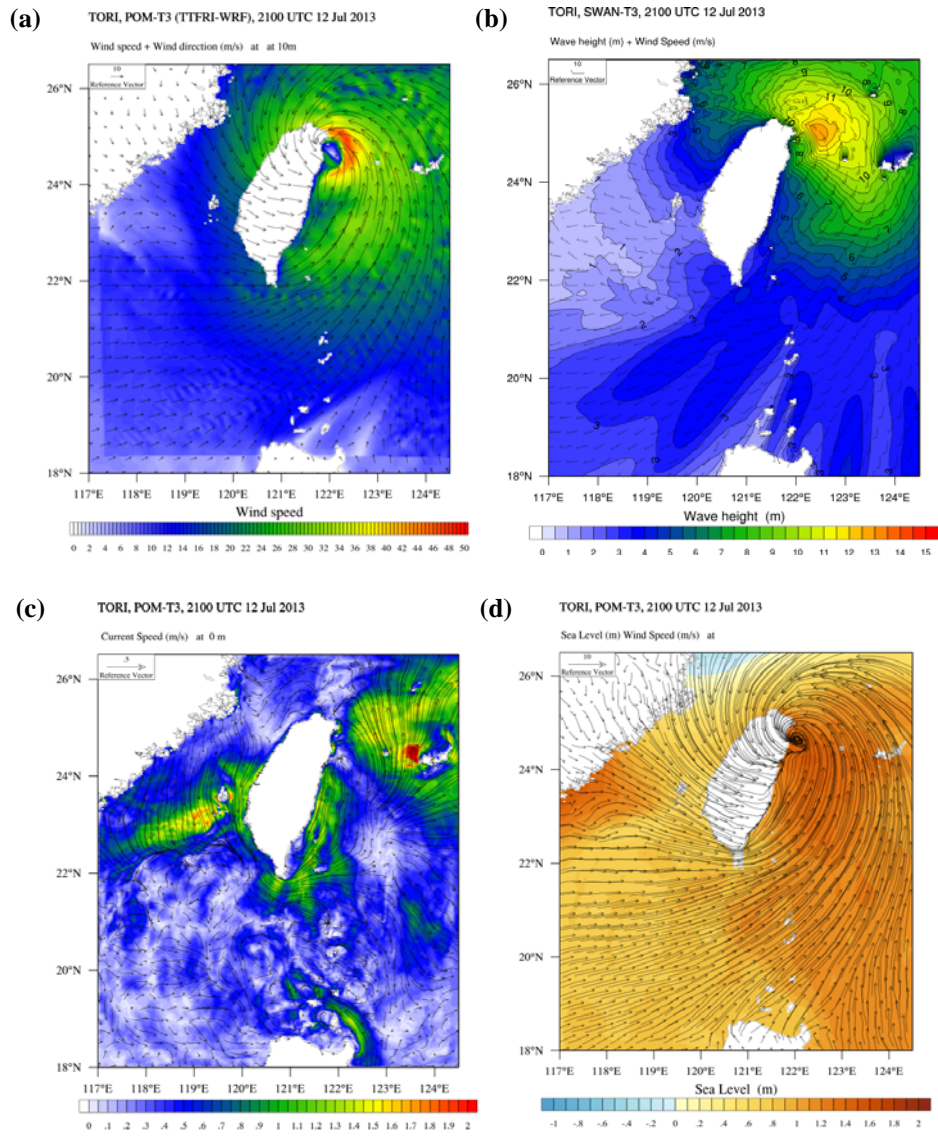 (a)
TORI, POM-T3 (TTFRI-WRF), 2100 UTC 12 Jul 2013
Wind speed + Wind direction (m/s) at at 10m
10
Reference Vector
26°N
24°N
22°N
20°N
18°N
117°E 118°E 119°E 120°E 121°E 122°E 123°E 124°E
Wind speed
0 2 4 6 8 10 12 14 16 18 20 22 24 26 28 30 32 34 36 38 40 42 44 46 48 50
(b)
TORI, SWAN-T3, 2100 UTC 12 Jul 2013
Wave height (m) + Wind Speed (m/s)
10
Reference Vector
26°N
24°N
22°N
20°N
18°N
117°E 118°E 119°E 120°E 121°E 122°E 123°E 124°E
Wave height (m)
0 1 2 3 4 5 6 7 8 9 10 11 12 13 14 15
(c)
TORI, POM-T3, 2100 UTC 12 Jul 2013
Current Speed (m/s) at 0 m
.5
Reference Vector
26°N
24°N
22°N
20°N
18°N
117°E 118°E 119°E 120°E 121°E 122°E 123°E 124°E
0 .1 .2 .3 .4 .5 .6 .7 .8 .9 1 1.1 1.2 1.3 1.4 1.5 1.6 1.7 1.8 1.9 2
(d)
TORI, POM-T3, 2100 UTC 12 Jul 2013
Sea Level (m) Wind Speed (m/s) at
10
Reference Vector
26°N
24°N
22°N
20°N
18°N
117°E 118°E 119°E 120°E 121°E 122°E 123°E 124°E
Sea Level (m)
-1 -.8 -.6 -.4 -.2 0 .2 .4 .6 .8 1 1.2 1.4 1.6 1.8 2